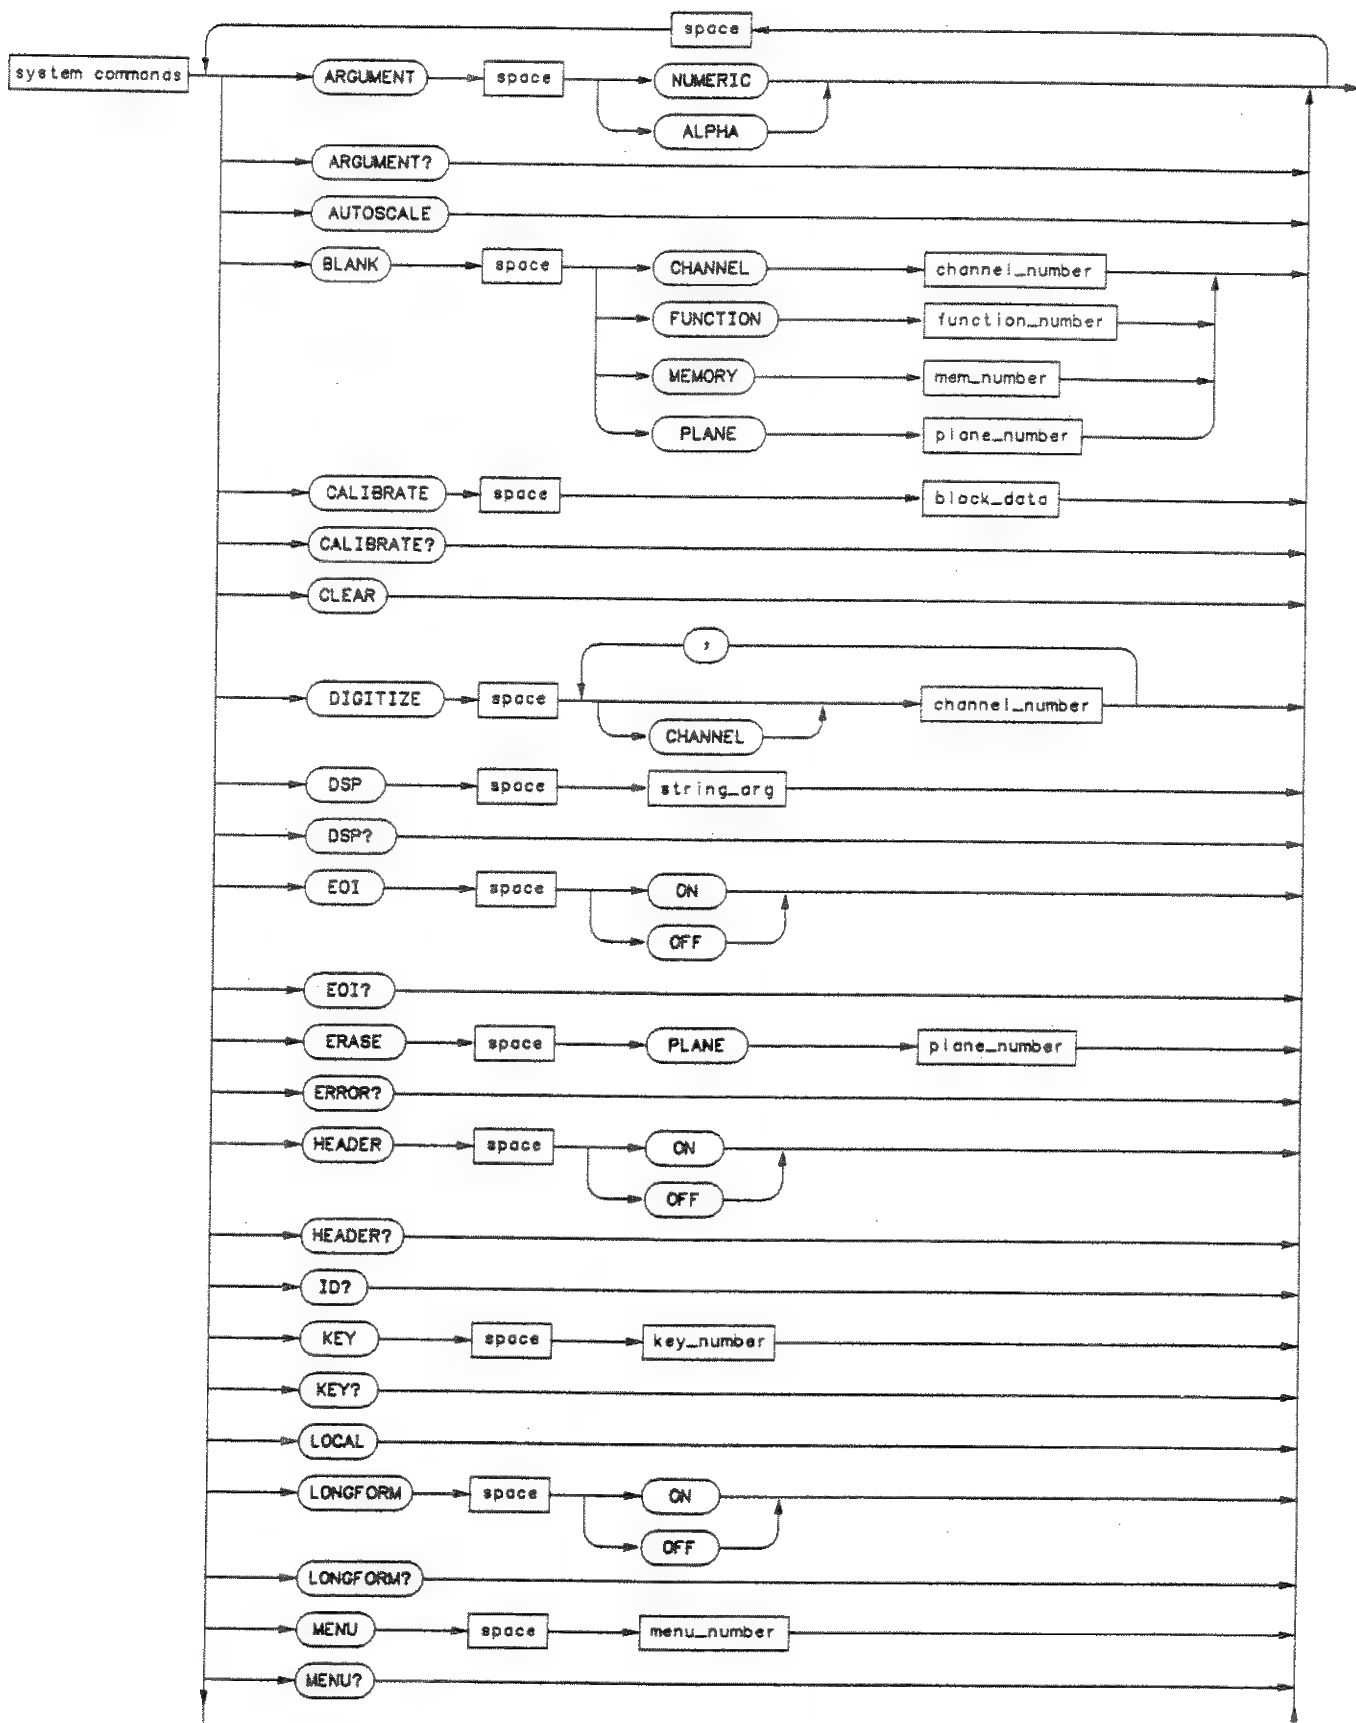 space
system commands ARGUMENT space NUMERIC
ALPHA
ARGUMENT?
AUTOSCALE
BLANK space CHANNEL channel_number
FUNCTION function_number
MEMORY mem_number
PLANE plane_number
CALIBRATE space block_data
CALIBRATE?
CLEAR
,
DIGITIZE space channel_number
CHANNEL
DSP space string_arg
DSP?
EOI space ON
OFF
EOI?
ERASE space PLANE plane_number
ERROR?
HEADER space ON
OFF
HEADER?
ID?
KEY space key_number
KEY?
LOCAL
LONGFORM space ON
OFF
LONGFORM?
MENU space menu_number
MENU?